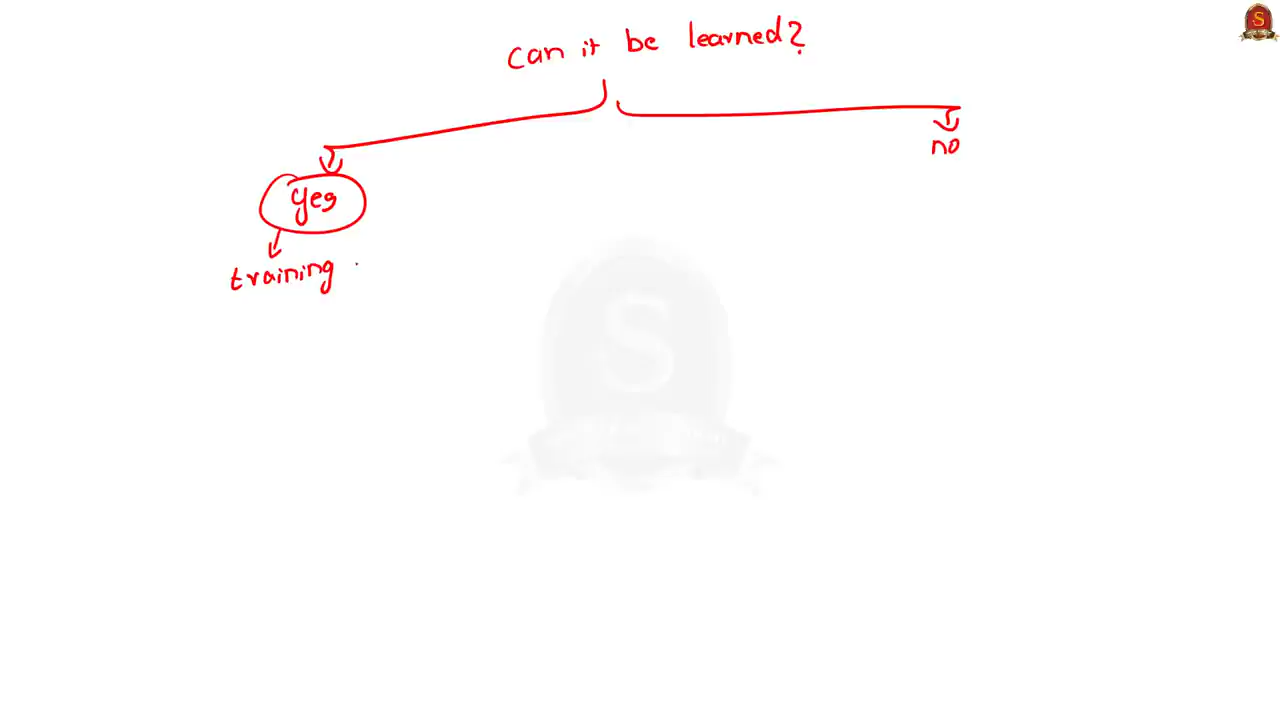 can it be learned?
no
yes
training
S
S